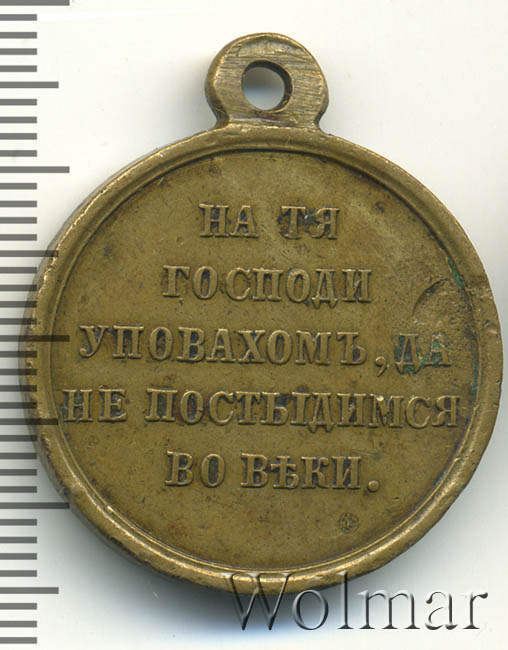 НА ТЯ
ГОСПОДИ
УПОВАХОМЪ, ДА
НЕ ПОСТЫДИМСЯ
ВО ВѢКИ.
Wolmar